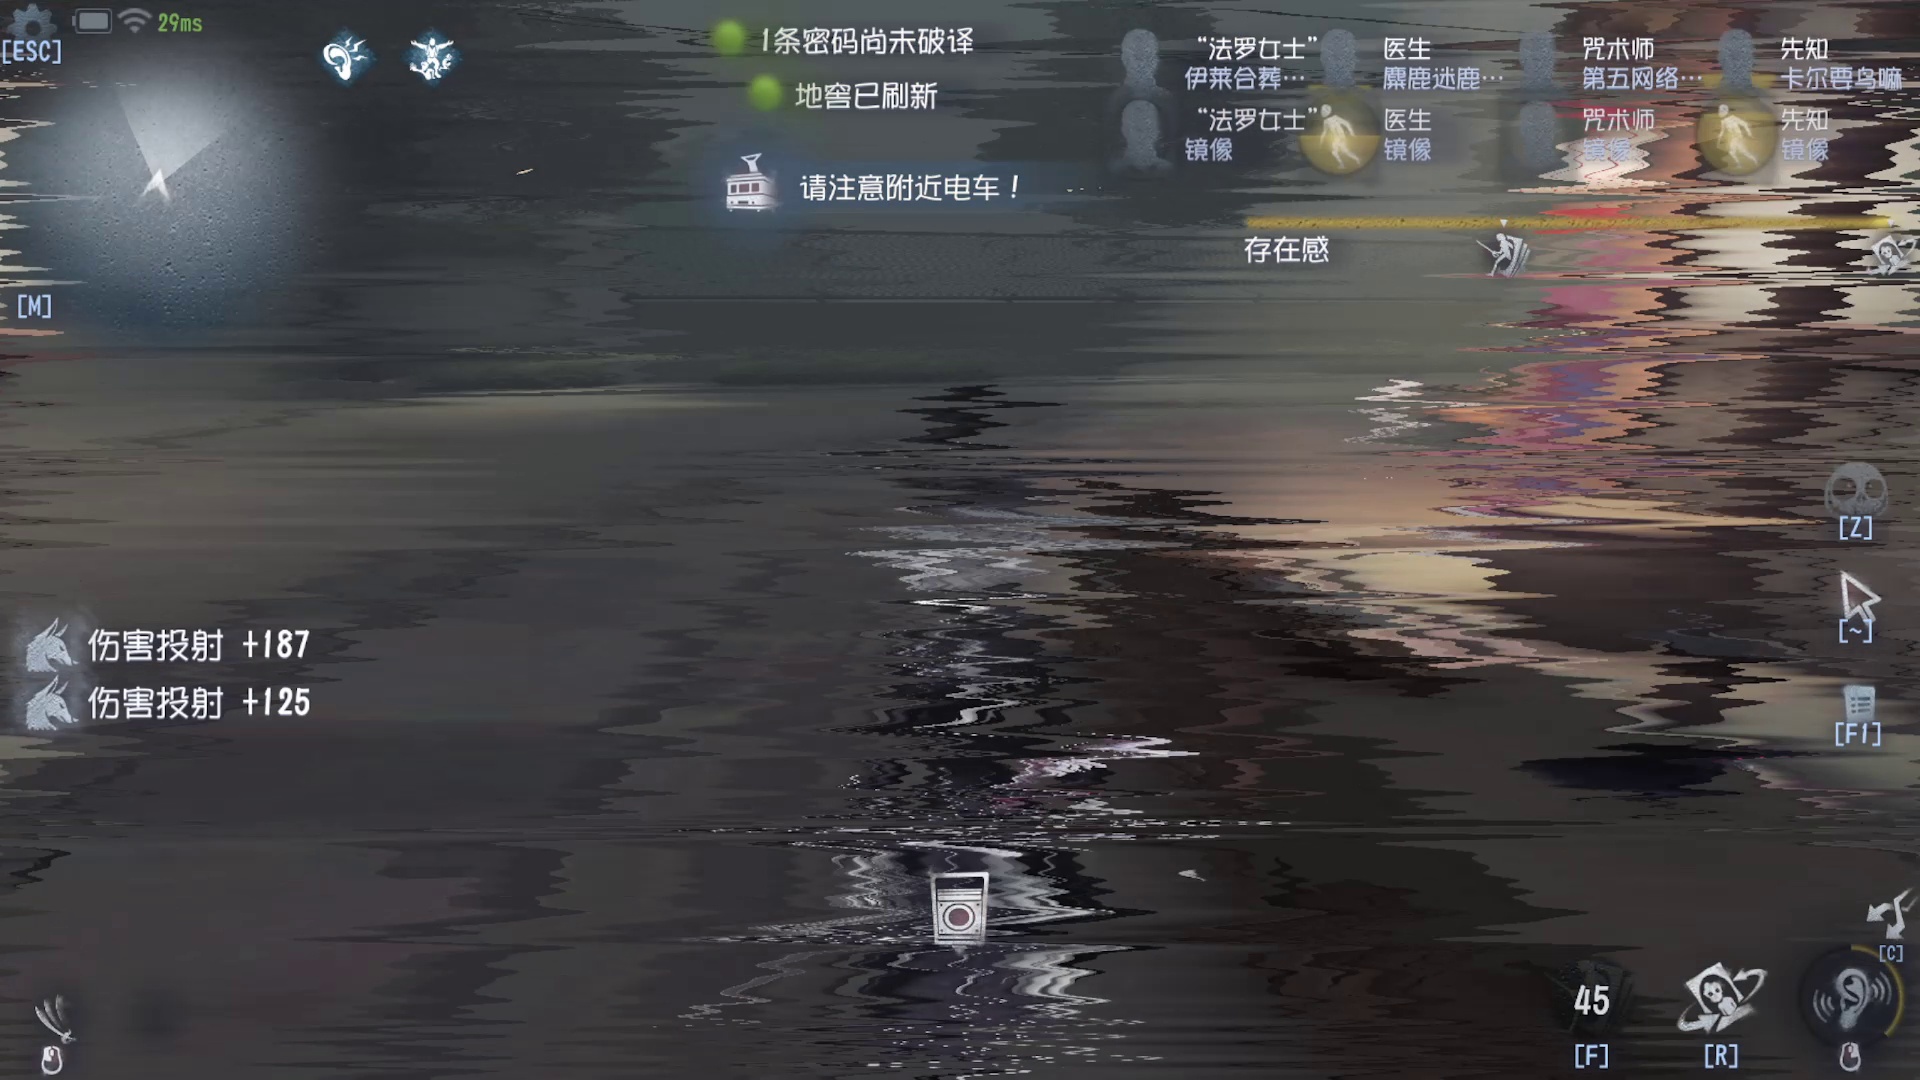 29ms
[ESC]
1条密码尚未破译
地窖已刷新
请注意附近电车！
“法罗女士”
伊莱合葬…
医生
麋鹿迷鹿…
咒术师
第五网络…
先知
卡尔要鸟嘛
“法罗女士”
镜像
医生
镜像
咒术师
镜像
先知
镜像
存在感
[M]
伤害投射 +187
伤害投射 +125
[Z]
[~]
[F1]
[C]
45
[F]
[R]